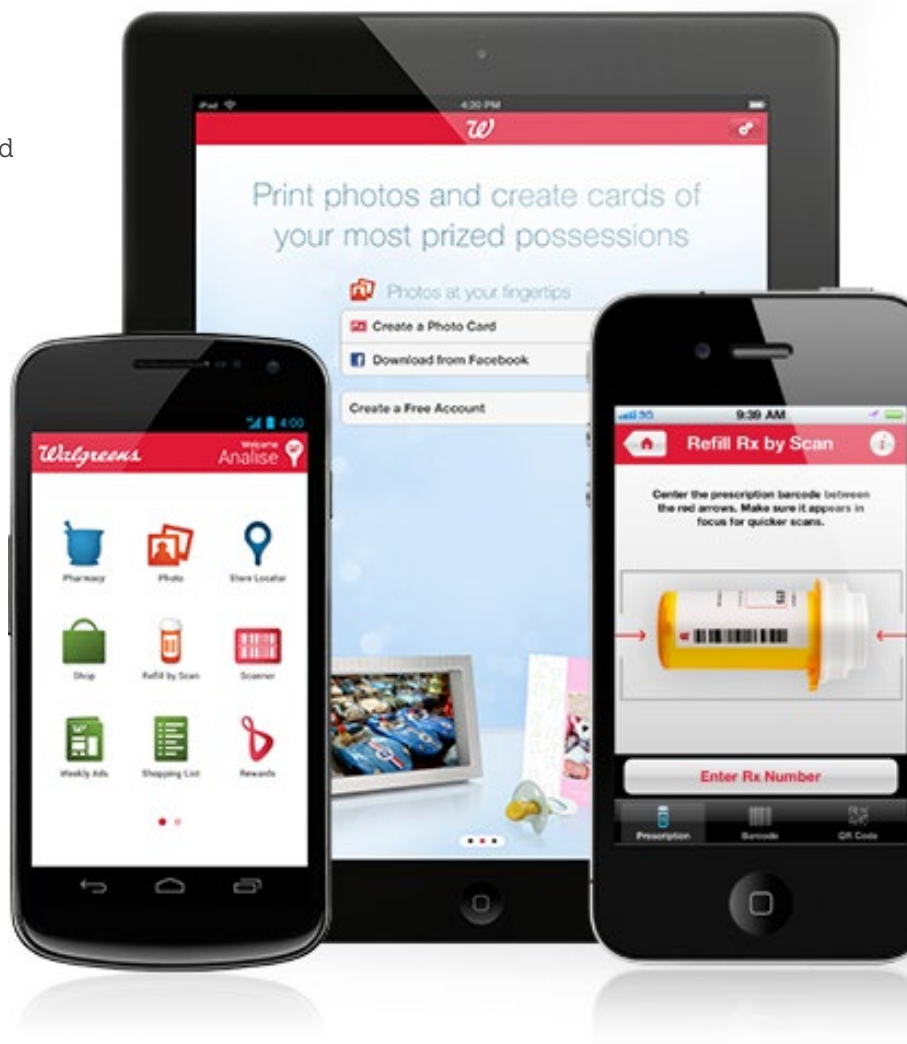 d
iPad
4:20 PM
W
Print photos and create cards of
your most prized possessions
Photos at your fingertips
Create a Photo Card
Download from Facebook
Create a Free Account
4:00
Walgreens
Welcome
Analise
Pharmacy
Photo
Store Locator
Shop
Refill by Scan
Scanner
Weekly Ads
Shopping List
Rewards
3G
9:39 AM
Refill Rx by Scan
i
Center the prescription barcode between
the red arrows. Make sure it appears in
focus for quicker scans.
Enter Rx Number
Prescription
Barcode
QR Code